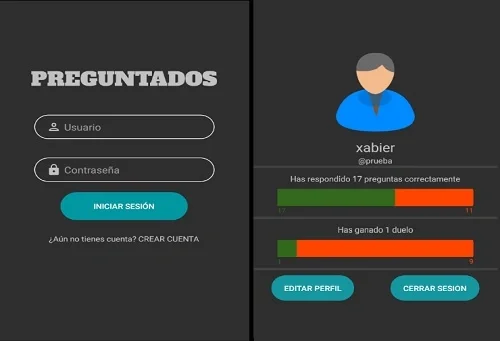 PREGUNTADOS
Usuario
Contraseña
INICIAR SESIÓN
¿Aún no tienes cuenta? CREAR CUENTA
xabier
@prueba
Has respondido 17 preguntas correctamente
17 11
Has ganado 1 duelo
1 9
EDITAR PERFIL
CERRAR SESION